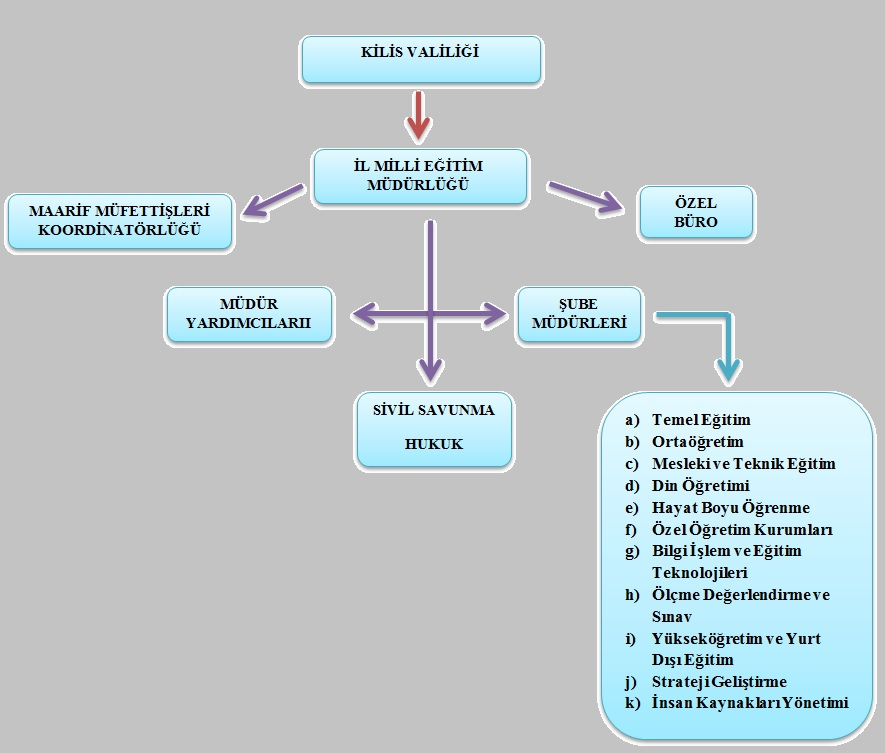 KİLİS VALİLİĞİ
İL MİLLİ EĞİTİM
MÜDÜRLÜĞÜ
MAARİF MÜFETTİŞLERİ
KOORDİNATÖRLÜĞÜ
ÖZEL
BÜRO
MÜDÜR
YARDIMCILARII
ŞUBE
MÜDÜRLERİ
SİVİL SAVUNMA
HUKUK
a) Temel Eğitim
b) Ortaöğretim
c) Mesleki ve Teknik Eğitim
d) Din Öğretimi
e) Hayat Boyu Öğrenme
f) Özel Öğretim Kurumları
g) Bilgi İşlem ve Eğitim
Teknolojileri
h) Ölçme Değerlendirme ve
Sınav
i) Yükseköğretim ve Yurt
Dışı Eğitim
j) Strateji Geliştirme
k) İnsan Kaynakları Yönetimi